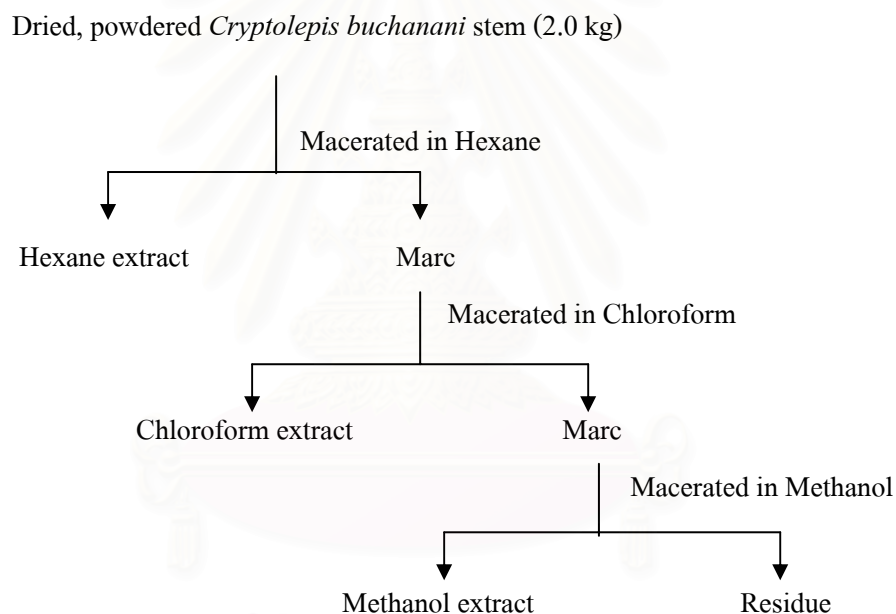 Dried, powdered Cryptolepis buchanani stem (2.0 kg)
Macerated in Hexane
Hexane extract Marc
Macerated in Chloroform
Chloroform extract Marc
Macerated in Methanol
Methanol extract Residue